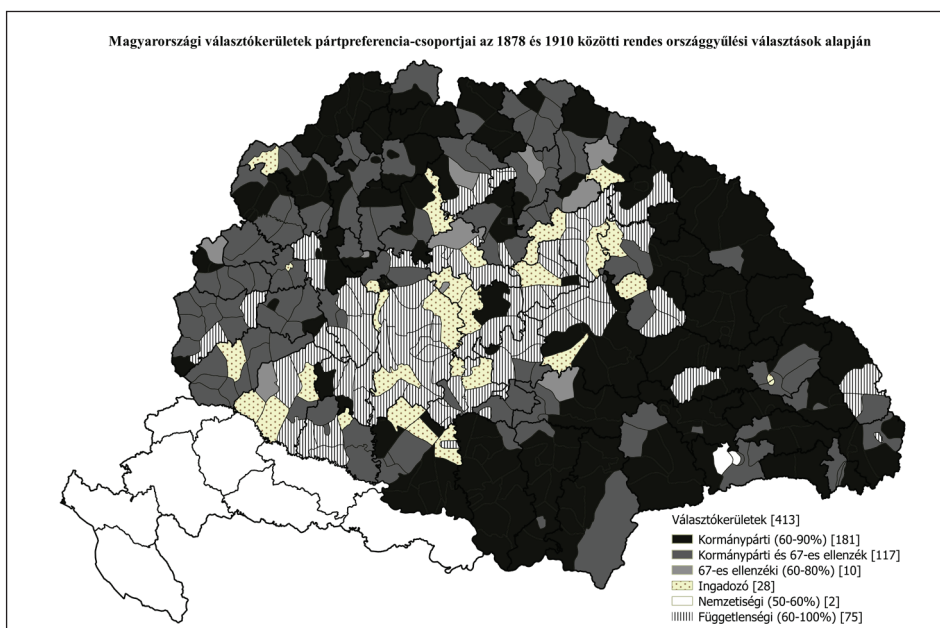 Magyarországi választókerületek pártpreferencia-csoportjai az 1878 és 1910 közötti rendes országgyűlési választások alapján
Választókerületek [413]
Kormánypárti (60-90%) [181]
Kormánypárti és 67-es ellenzék [117]
67-es ellenzéki (60-80%) [10]
Ingadozó [28]
Nemzetiségi (50-60%) [2]
Függetlenségi (60-100%) [75]